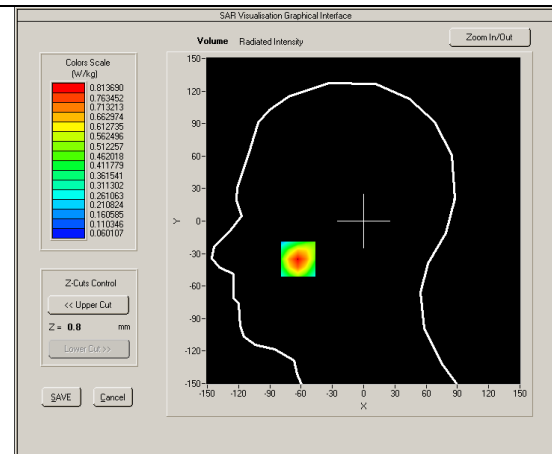 SAR Visualisation Graphical Interface
Volume Radiated Intensity
Zoom In/Out
Colors Scale
(W/kg)
0.813690
0.763452
0.713213
0.662974
0.612735
0.562496
0.512257
0.462018
0.411779
0.361541
0.311302
0.261063
0.210824
0.160585
0.110346
0.060107
Z-Cuts Control
<< Upper Cut
Z = 0.8 mm
Lower Cut >>
SAVE Cancel
150
120
90
60
30
Y 0
-30
-60
-90
-120
-150
-150 -120 -90 -60 -30 0 30 60 90 120 150
X